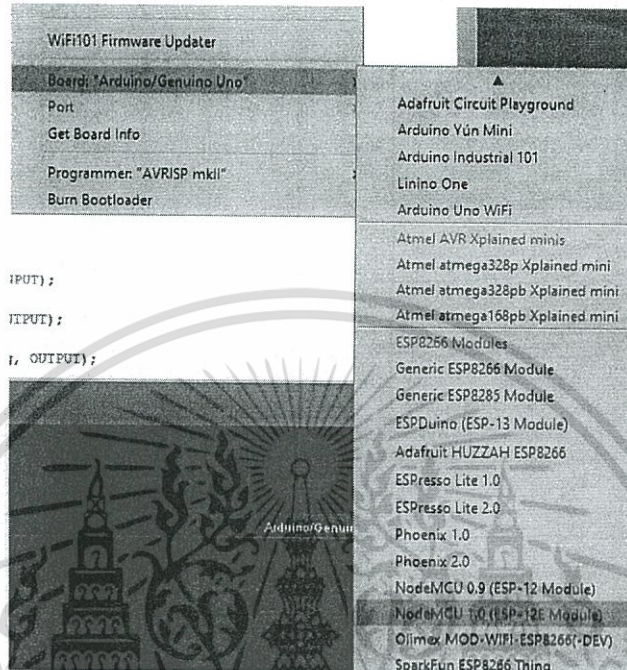 WiFi101 Firmware Updater
Board: "Arduino/Genuino Uno"
Port
Get Board Info
Programmer: "AVRISP mkII"
Burn Bootloader
IPUT);
ITPUT);
, OUTPUT);
Arduino/Genuin
Adafruit Circuit Playground
Arduino Yún Mini
Arduino Industrial 101
Linino One
Arduino Uno WiFi
Atmel AVR Xplained minis
Atmel atmega328p Xplained mini
Atmel atmega328pb Xplained mini
Atmel atmega168pb Xplained mini
ESP8266 Modules
Generic ESP8266 Module
Generic ESP8285 Module
ESPDuino (ESP-13 Module)
Adafruit HUZZAH ESP8266
ESPresso Lite 1.0
ESPresso Lite 2.0
Phoenix 1.0
Phoenix 2.0
NodeMCU 0.9 (ESP-12 Module)
NodeMCU 1.0 (ESP-12E Module)
Olimex MOD-WIFI-ESP8266(-DEV)
SparkFun ESP8266 Thing